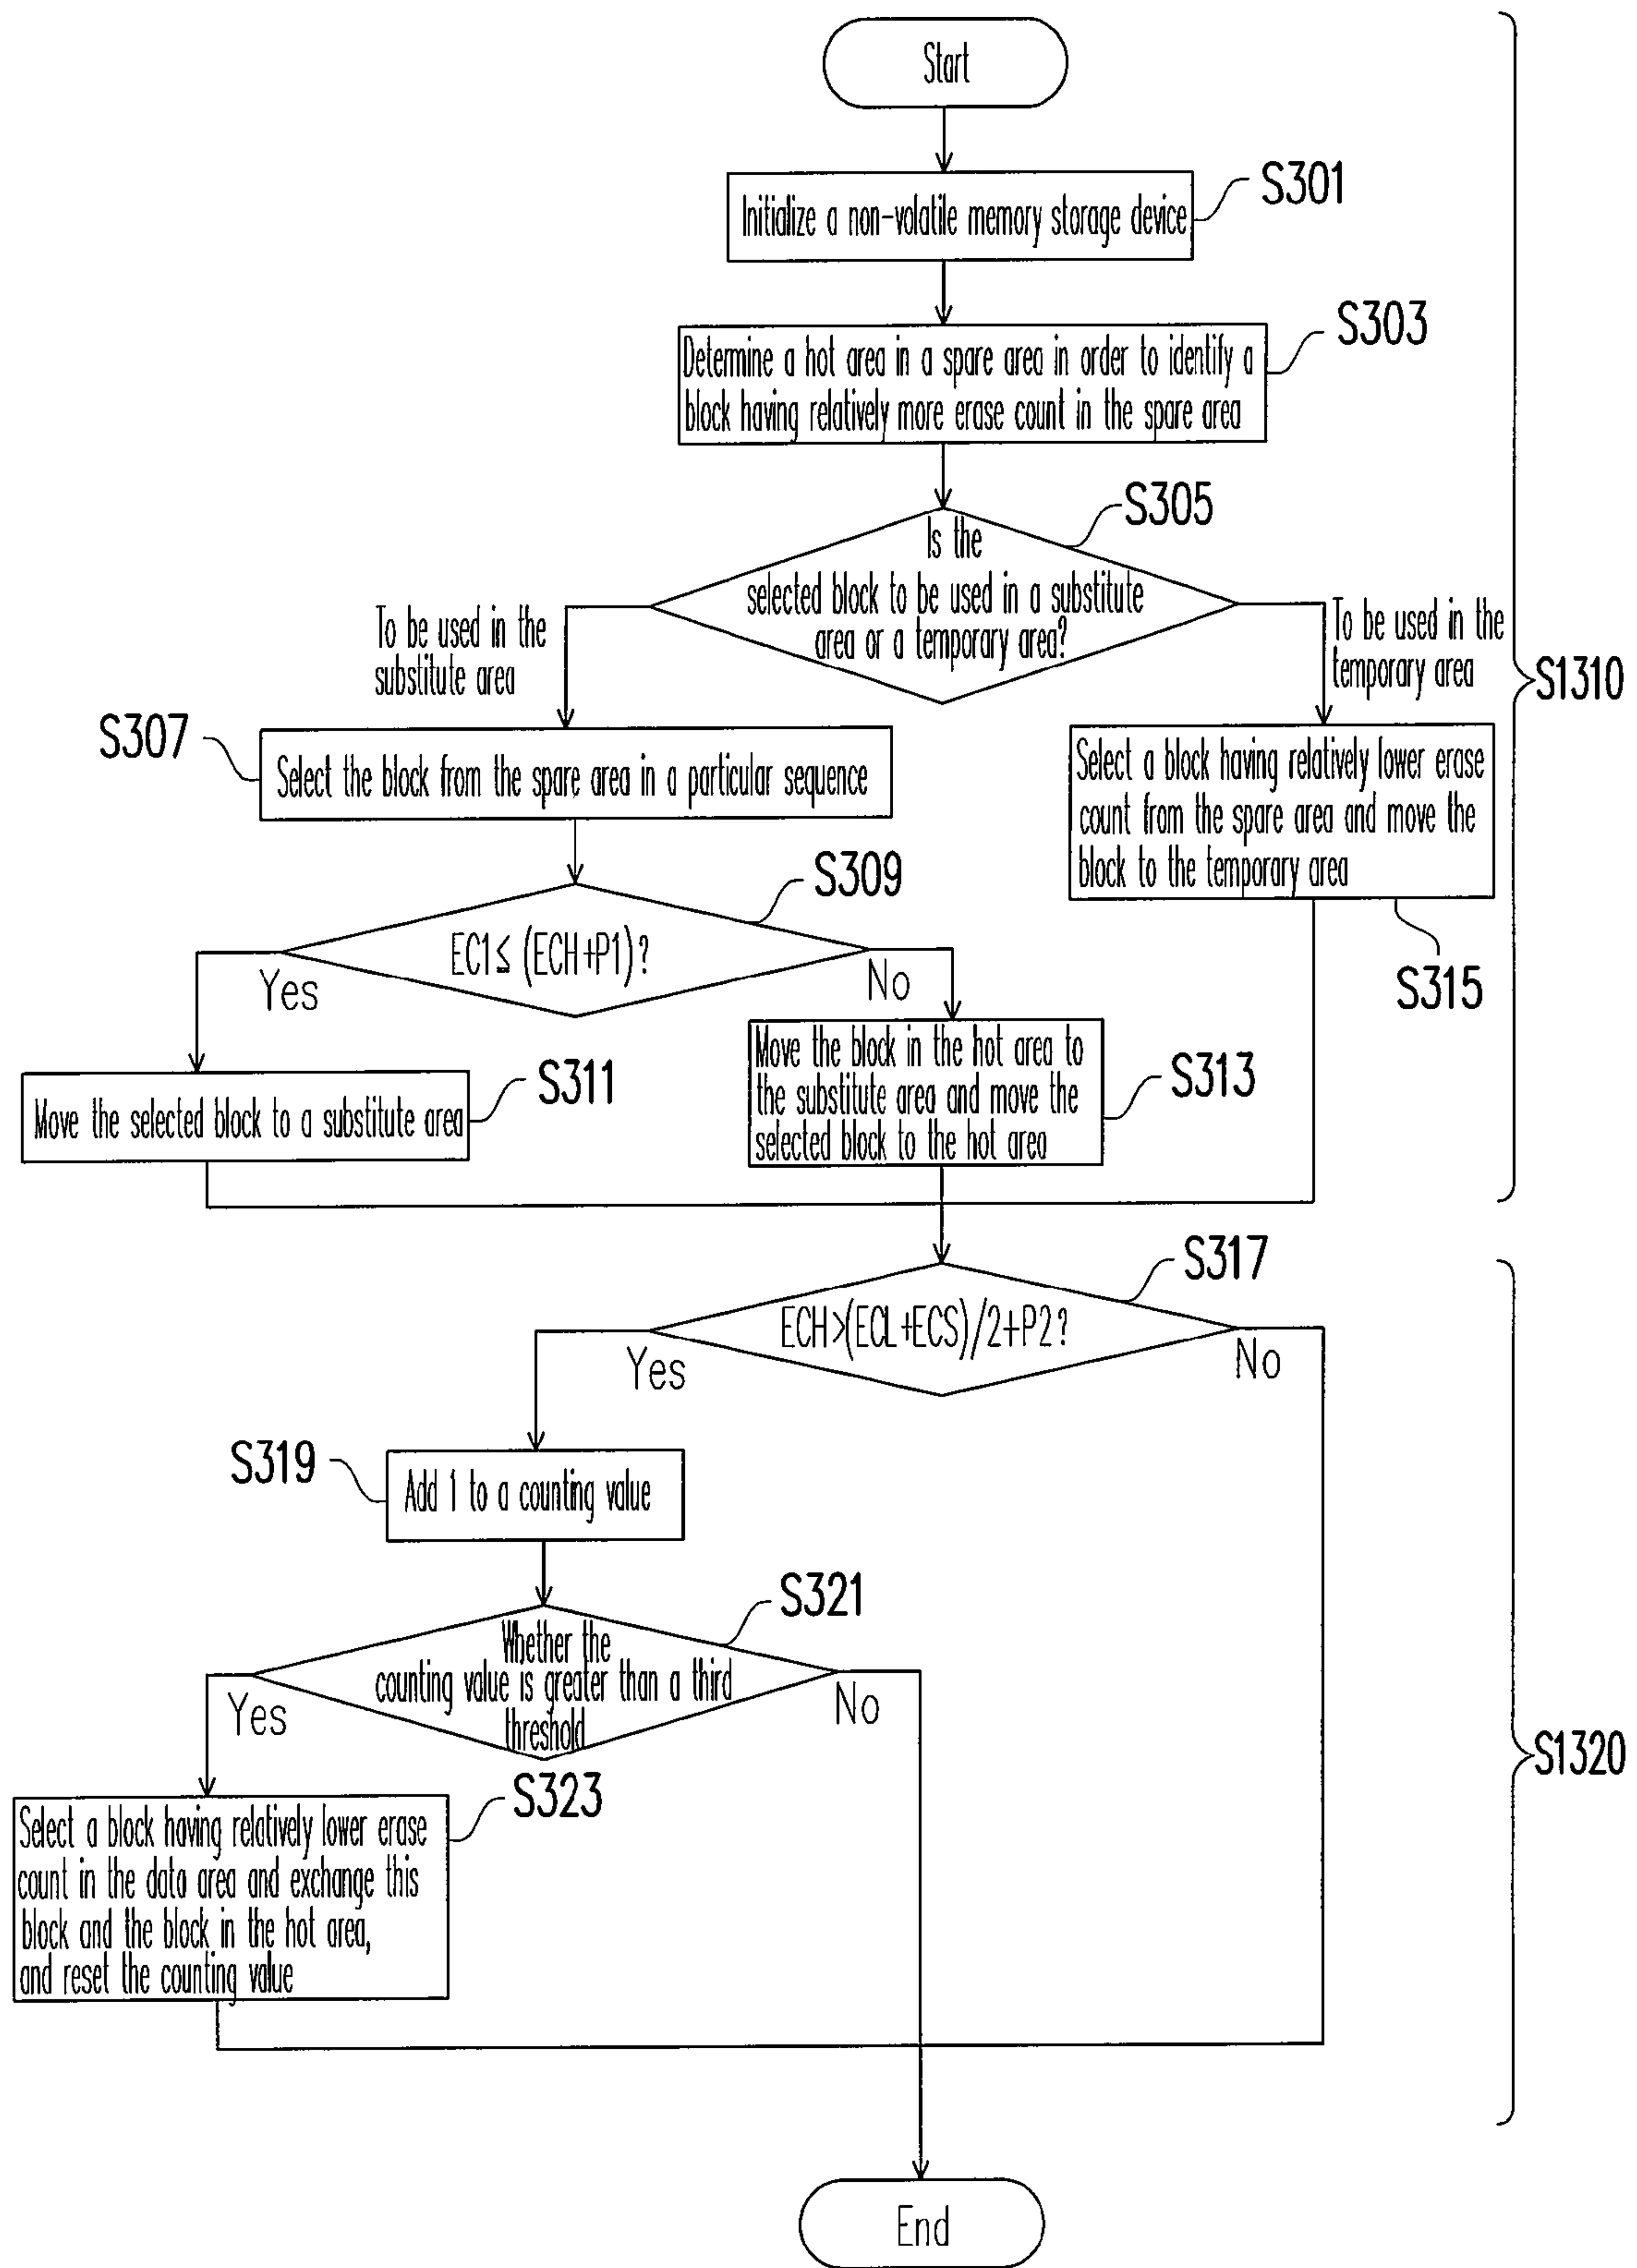 Start
S301
Initialize a non-volatile memory storage device
S303
Determine a hot area in a spare area in order to identify a
block having relatively more erase count in the spare area
S305
Is the
selected block to be used in a substitute
area or a temporary area?
To be used in the
substitute area
To be used in the
temporary area
S1310
S307
Select the block from the spare area in a particular sequence
Select a block having relatively lower erase
count from the spare area and move the
block to the temporary area
S315
S309
EC1≤ (ECH+P1)?
Yes
No
S311
Move the selected block to a substitute area
Move the block in the hot area to
the substitute area and move the
selected block to the hot area
S313
S317
ECH>(ECL+ECS)/2+P2?
Yes
No
S319
Add 1 to a counting value
S321
Whether the
counting value is greater than a third
threshold
Yes
No
S1320
S323
Select a block having relatively lower erase
count in the data area and exchange this
block and the block in the hot area,
and reset the counting value
End